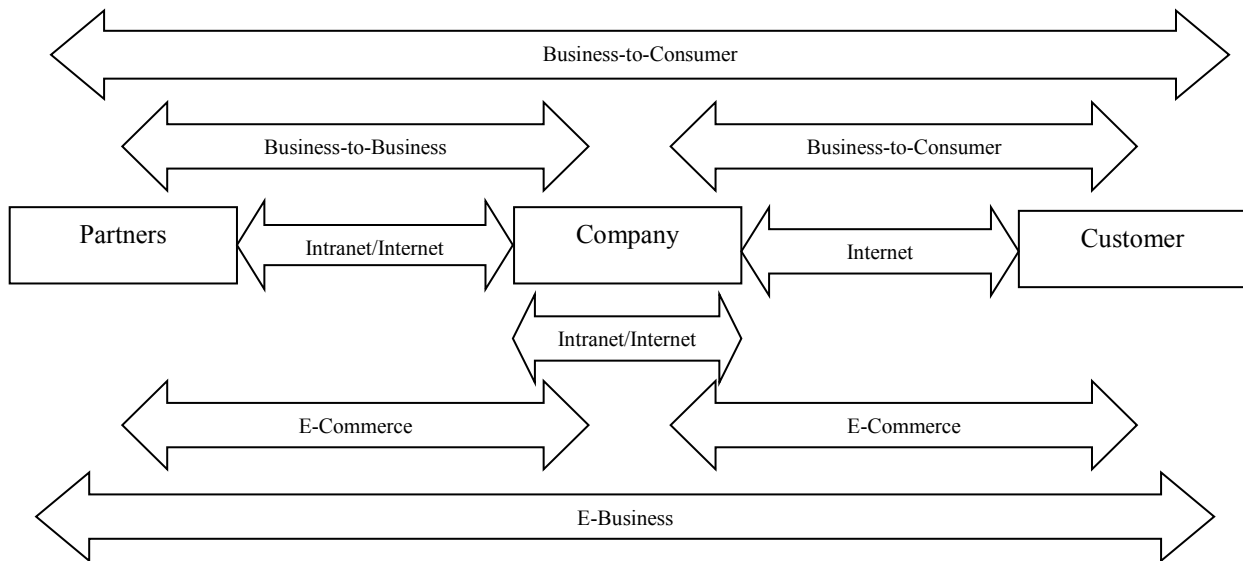 Business-to-Consumer
Business-to-Business
Business-to-Consumer
Partners
Intranet/Internet
Company
Internet
Customer
Intranet/Internet
E-Commerce
E-Commerce
E-Business